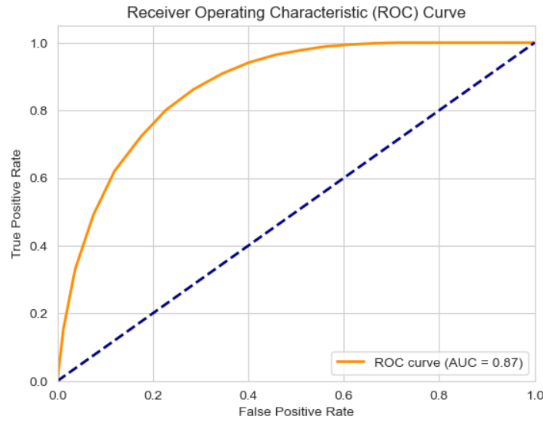 Receiver Operating Characteristic (ROC) Curve
True Positive Rate
1.0
0.8
0.6
0.4
0.2
0.0
ROC curve (AUC = 0.87)
0.0 0.2 0.4 0.6 0.8 1.0
False Positive Rate